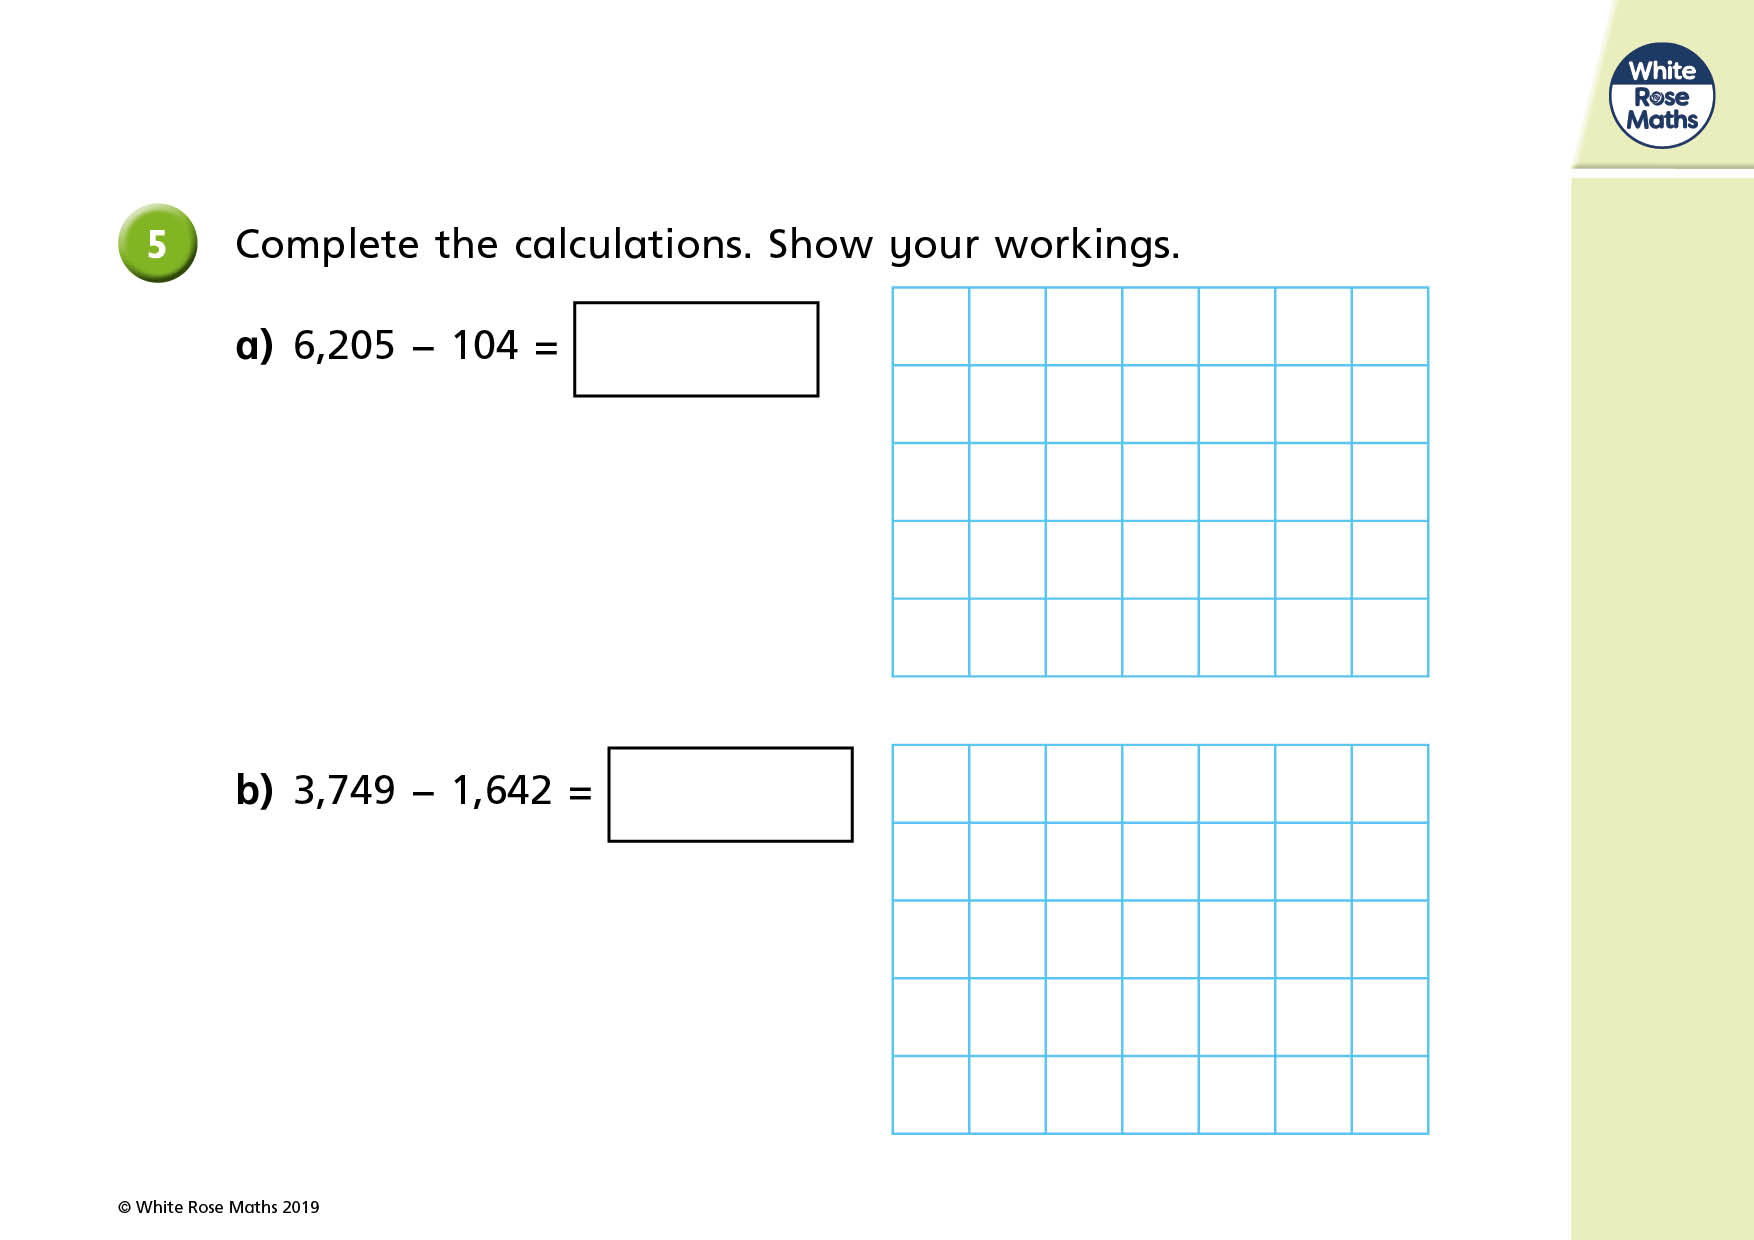 White
Rose
Maths
5 Complete the calculations. Show your workings.
a) 6,205 – 104 =
b) 3,749 – 1,642 =
© White Rose Maths 2019